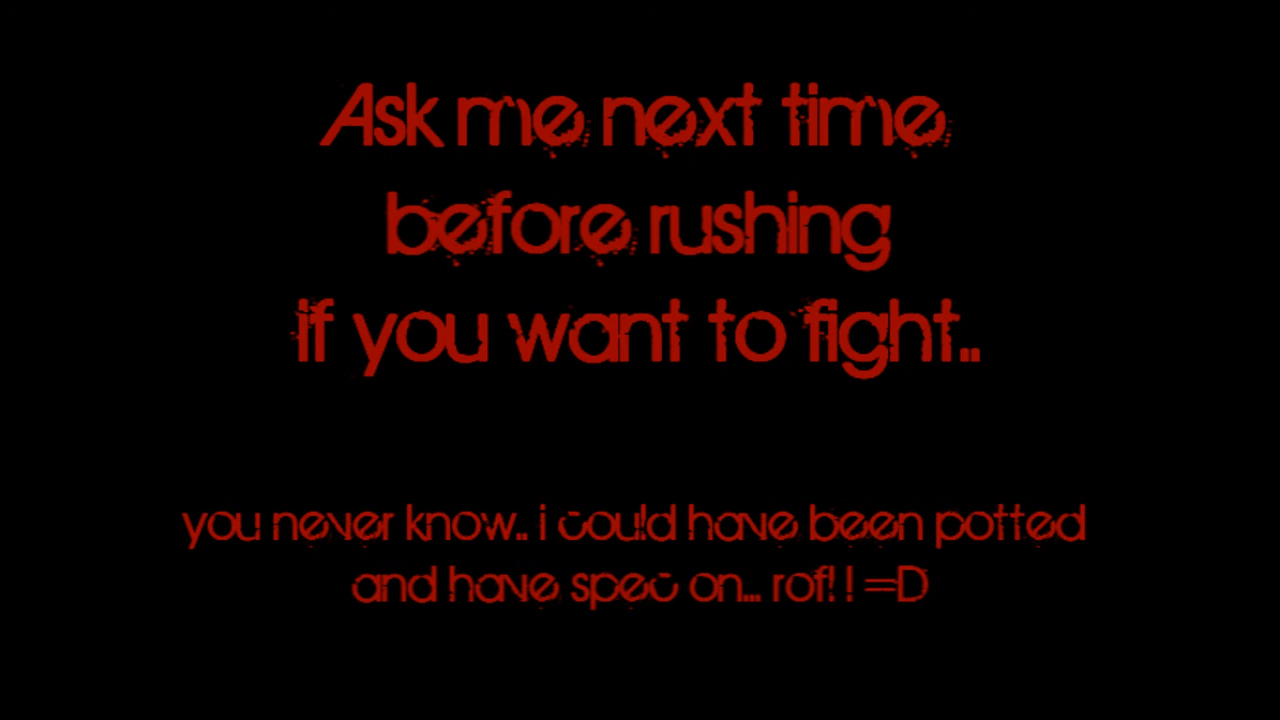 Ask me next time
before rushing
if you want to fight..
you never know.. i could have been potted
and have spec on... rofl ! =D